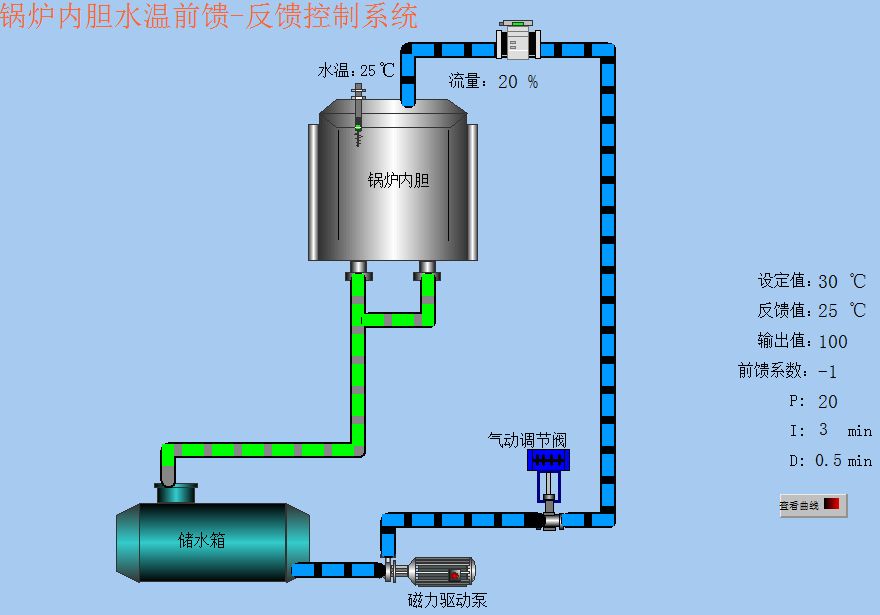 锅炉内胆水温前馈-反馈控制系统
水温:25℃
流量: 20 %
锅炉内胆
设定值: 30 ℃
反馈值: 25 ℃
输出值: 100
前馈系数: -1
P: 20
I: 3 min
D: 0.5 min
气动调节阀
查看曲线
储水箱
磁力驱动泵